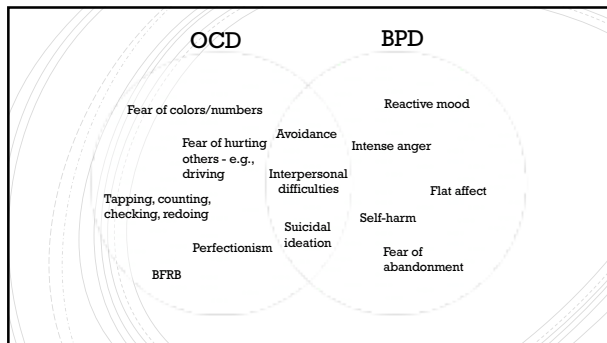 OCD
BPD
Fear of colors/numbers
Fear of hurting
others - e.g.,
driving
Tapping, counting,
checking, redoing
Perfectionism
BFRB
Avoidance
Interpersonal
difficulties
Suicidal
ideation
Reactive mood
Intense anger
Flat affect
Self-harm
Fear of
abandonment